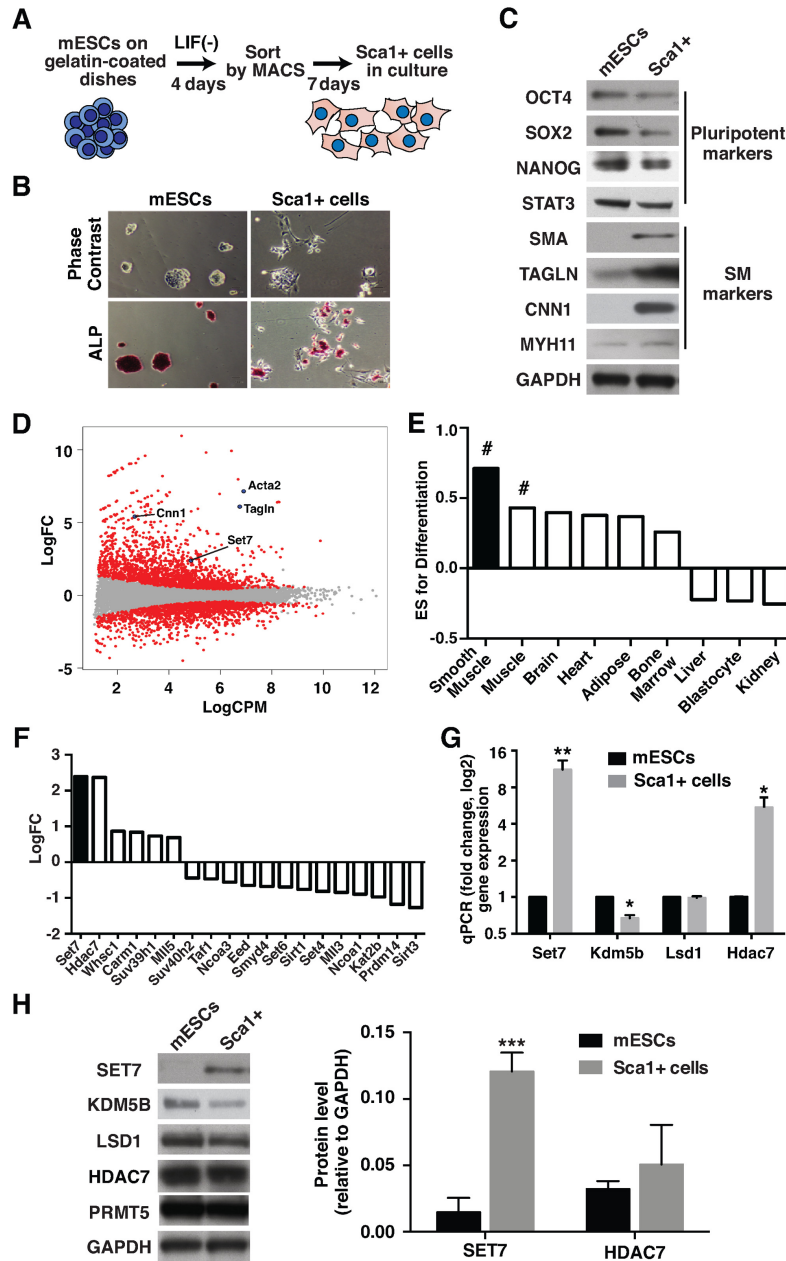 A
mESCs on
gelatin-coated
dishes
LIF(-)
4 days
Sort
by MACS
7 days
Sca1+ cells
in culture
B
mESCs
Sca1+ cells
Phase
Contrast
ALP
C
mESCs
Sca1+
OCT4
SOX2
NANOG
STAT3
SMA
TAGLN
CNN1
MYH11
GAPDH
Pluripotent
markers
SM
markers
D
LogFC
10
5
0
-5
Acta2
Tagln
Cnn1
Set7
2
4
6
8
10
12
LogCPM
E
ES for Differentiation
1.0
0.5
0.0
-0.5
#
#
Smooth
Muscle
Muscle
Brain
Heart
Adipose
Bone
Marrow
Liver
Blastocyte
Kidney
F
LogFC
3
2
1
0
-1
-2
Set7
Hdac7
Whsc1
Carm1
Suv39h1
Mll5
Suv40h2
Taf1
Ncoa3
Eed
Smyd4
Set6
Sirt1
Set4
Mll3
Ncoa1
Kat2b
Prdm14
Sirt3
G
qPCR (fold change, log2)
gene expression
16
8
4
2
1
0.5
mESCs
Sca1+ cells
**
*
*
Set7
Kdm5b
Lsd1
Hdac7
H
mESCs
Sca1+
SET7
KDM5B
LSD1
HDAC7
PRMT5
GAPDH
Protein level
(relative to GAPDH)
0.15
0.10
0.05
0.00
***
mESCs
Sca1+ cells
SET7
HDAC7